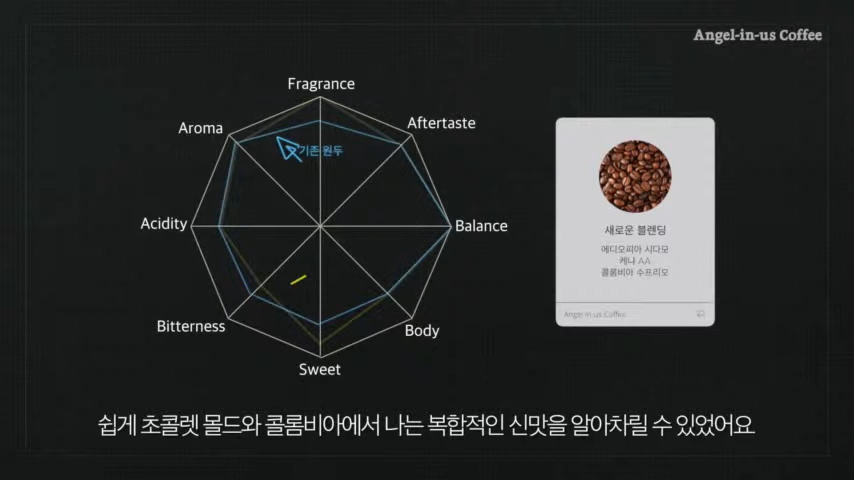 Angel-in-us Coffee
Fragrance
Aroma
Aftertaste
기존 원두
Acidity
Balance
새로운 블렌딩
에디오피아 시다모
케냐 AA
콜롬비아 수프리모
Bitterness
Body
Angel-in-us Coffee
Sweet
쉽게 초콜렛 몰드와 콜롬비아에서 나는 복합적인 신맛을 알아차릴 수 있었어요